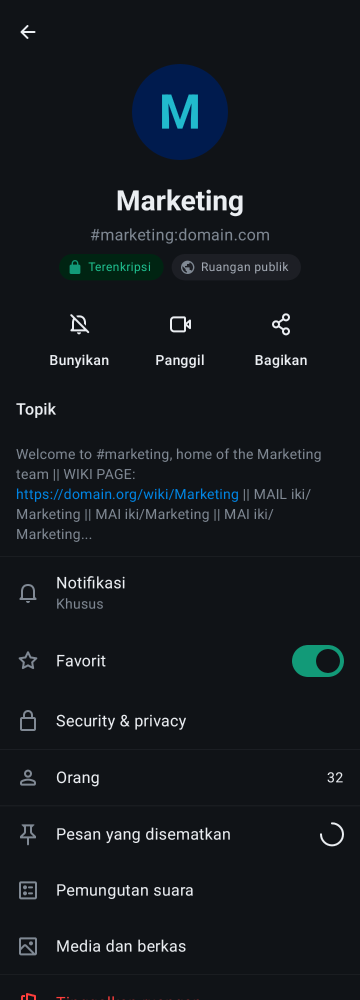 M
Marketing
#marketing:domain.com
Terenkripsi
Ruangan publik
Bunyikan
Panggil
Bagikan
Topik
Welcome to #marketing, home of the Marketing
team || WIKI PAGE:
https://domain.org/wiki/Marketing || MAIL iki/
Marketing || MAI iki/Marketing || MAI iki/
Marketing...
Notifikasi
Khusus
Favorit
Security & privacy
Orang
32
Pesan yang disematkan
Pemungutan suara
Media dan berkas